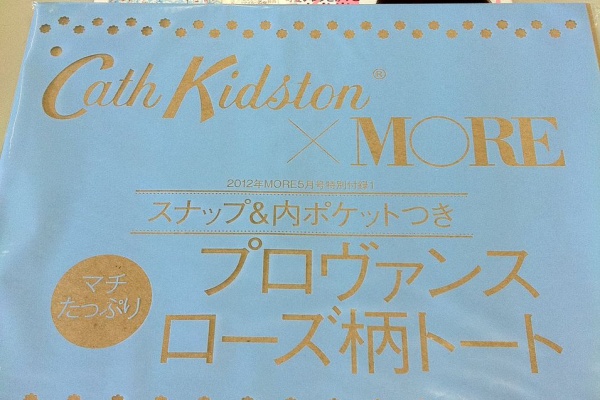 Cath Kidston®
×MORE
2012年MORE5月号特別付録1
スナップ&内ポケットつき
マチ
たっぷり
プロヴァンス
ローズ柄トート